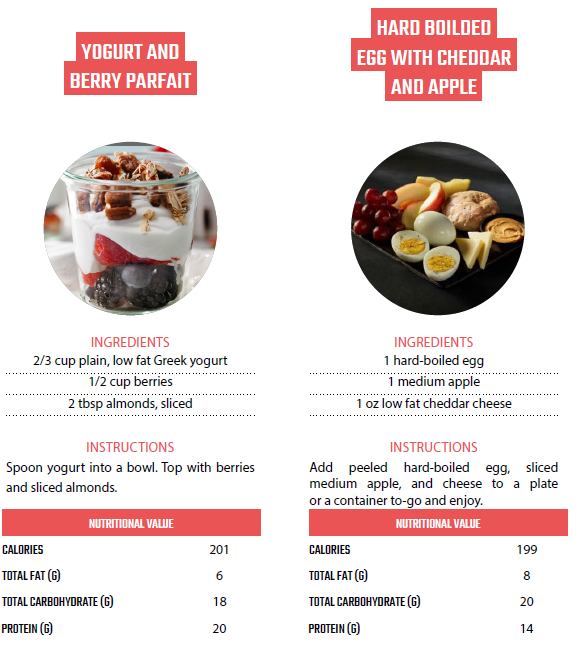 YOGURT AND
BERRY PARFAIT
INGREDIENTS
2/3 cup plain, low fat Greek yogurt
1/2 cup berries
2 tbsp almonds, sliced
INSTRUCTIONS
Spoon yogurt into a bowl. Top with berries
and sliced almonds.
NUTRITIONAL VALUE
CALORIES 201
TOTAL FAT (G) 6
TOTAL CARBOHYDRATE (G) 18
PROTEIN (G) 20
HARD BOILDED
EGG WITH CHEDDAR
AND APPLE
INGREDIENTS
1 hard-boiled egg
1 medium apple
1 oz low fat cheddar cheese
INSTRUCTIONS
Add peeled hard-boiled egg, sliced
medium apple, and cheese to a plate
or a container to-go and enjoy.
NUTRITIONAL VALUE
CALORIES 199
TOTAL FAT (G) 8
TOTAL CARBOHYDRATE (G) 20
PROTEIN (G) 14